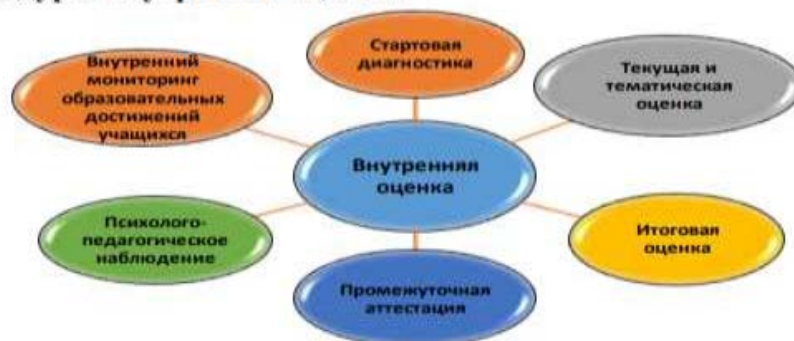 Стартовая
диагностика
Внутренний
мониторинг
образовательных
достижений
учащихся
Текущая и
тематическая
оценка
Внутренняя
оценка
Психолого-
педагогическое
наблюдение
Итоговая
оценка
Промежуточная
аттестация